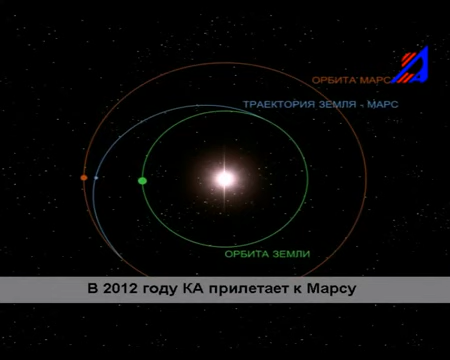 ОРБИТА МАРСА
ТРАЕКТОРИЯ ЗЕМЛЯ - МАРС
ОРБИТА ЗЕМЛИ
В 2012 году КА прилетает к Марсу